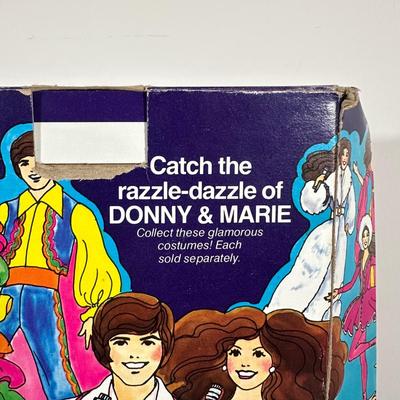 Catch the
razzle-dazzle of
DONNY & MARIE
Collect these glamorous
costumes! Each
sold separately.